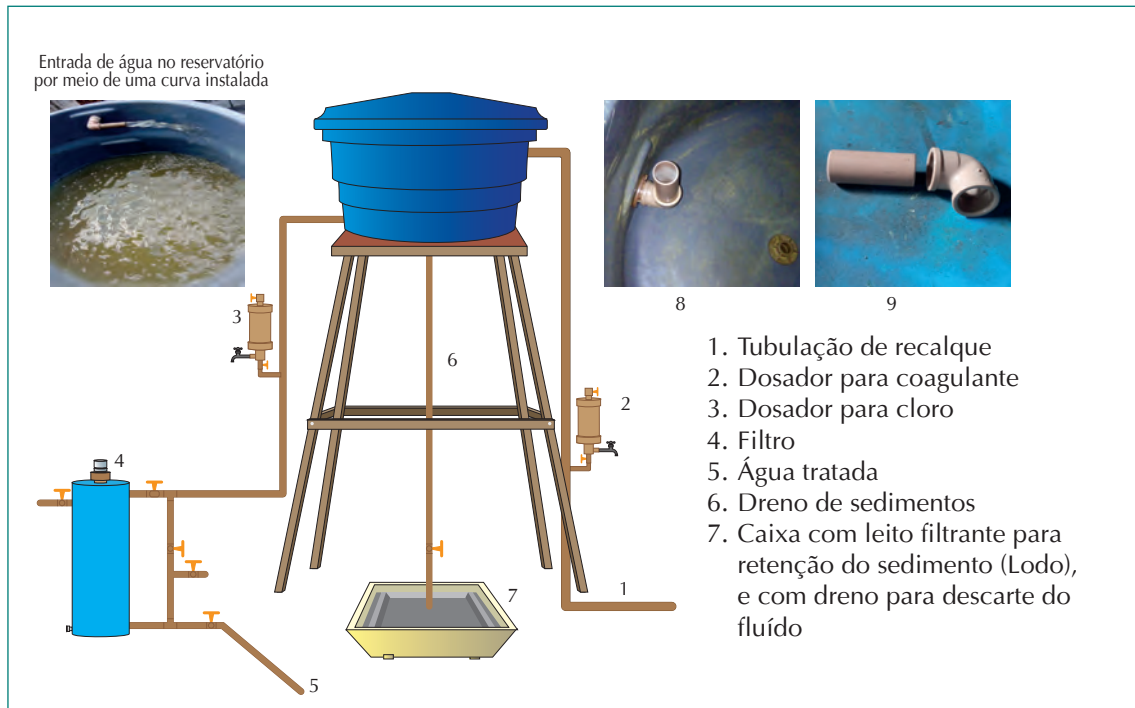 Entrada de água no reservatório
por meio de uma curva instalada
3
6
2
8
9
4
7
1
5
1. Tubulação de recalque
2. Dosador para coagulante
3. Dosador para cloro
4. Filtro
5. Água tratada
6. Dreno de sedimentos
7. Caixa com leito filtrante para
retenção do sedimento (Lodo),
e com dreno para descarte do
fluído